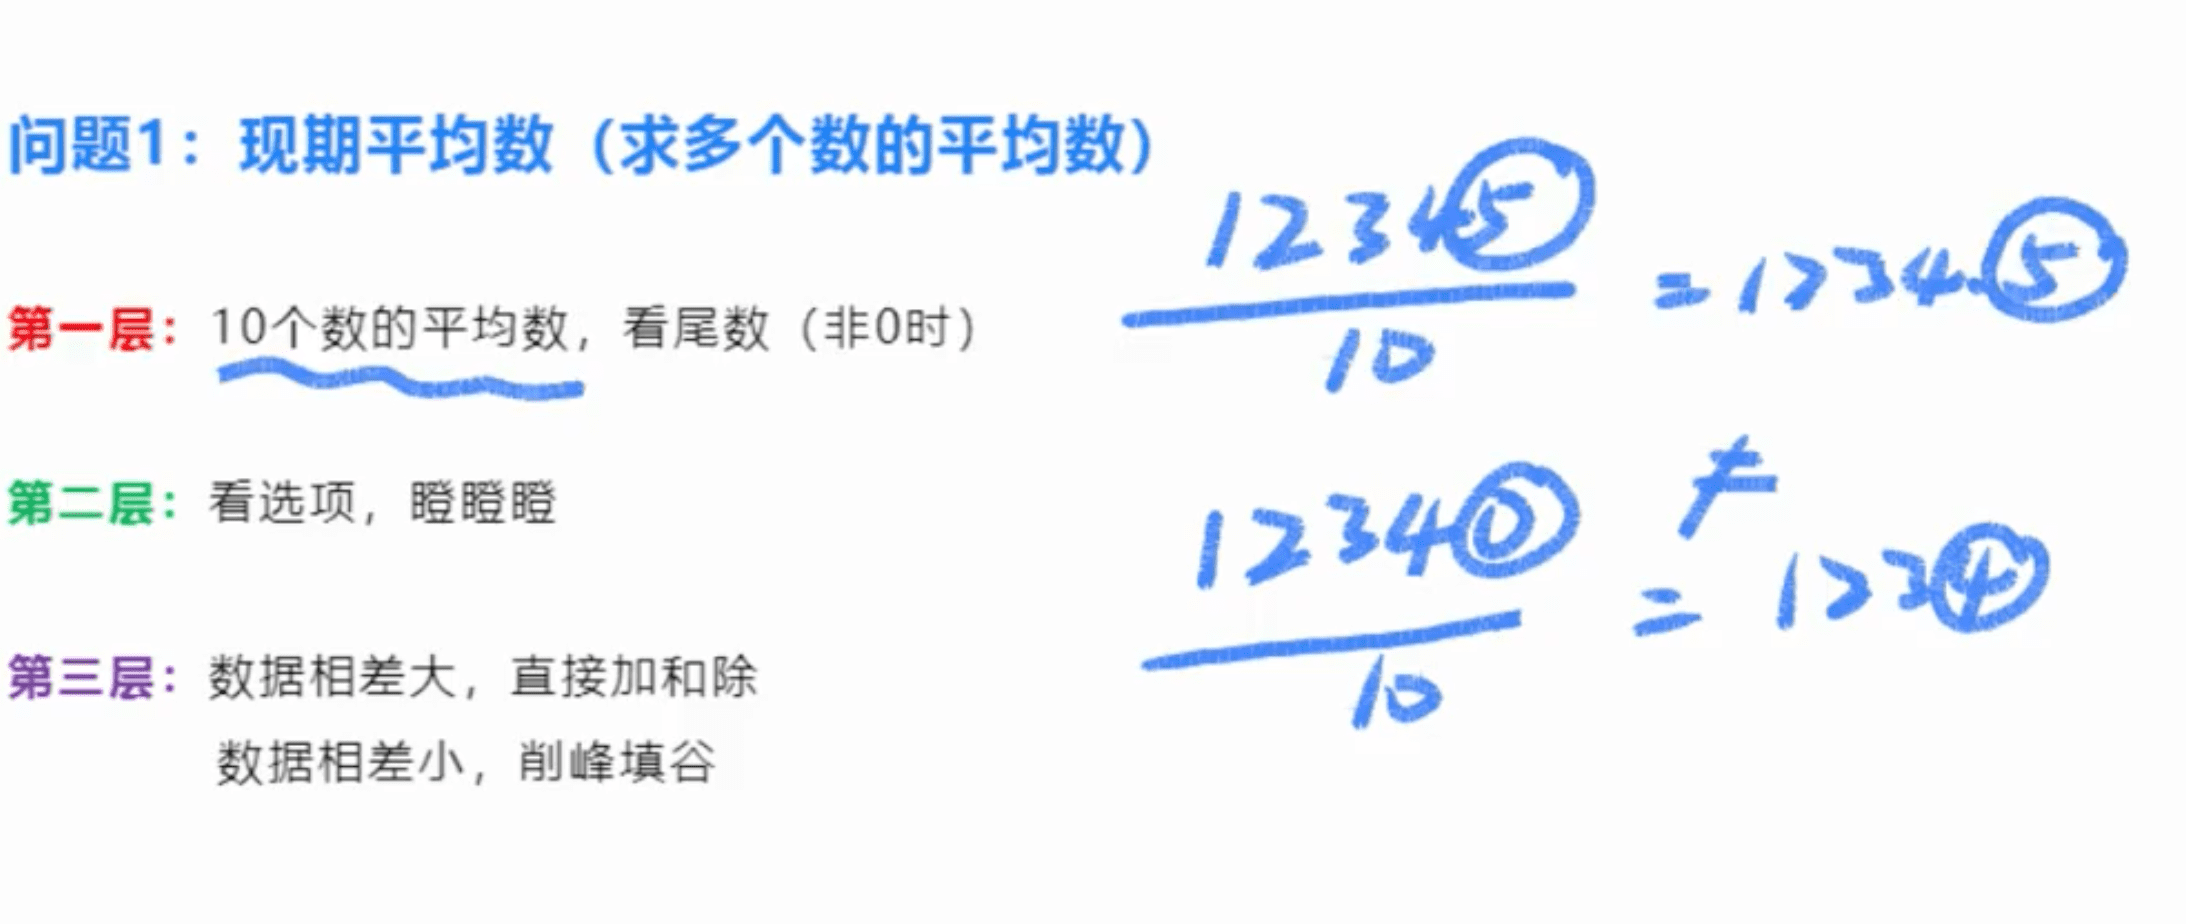 问题1：现期平均数（求多个数的平均数）
12345
10
=1234.5
第一层：10个数的平均数，看尾数（非0时）
第二层：看选项，瞪瞪瞪
≠
12340
10
=1234
第三层：数据相差大，直接加和除
数据相差小，削峰填谷